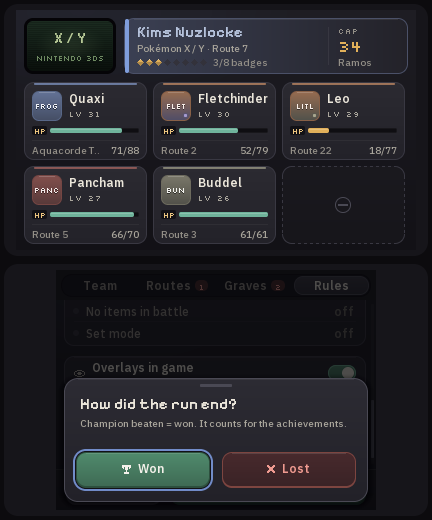 X/Y
NINTENDO 3DS
Kims Nuzlocke
Pokémon X/Y · Route 7
3/8 badges
CAP
34
Ramos
FROG
Quaxi
LV 31
HP
Aquacorde T..
71/88
FLET
Fletchinder
LV 30
HP
Route 2
52/79
LITL
Leo
LV 29
HP
Route 22
18/77
PANC
Pancham
LV 27
HP
Route 5
66/70
BUN
Buddel
LV 26
HP
Route 3
61/61
Team
Routes 1
Graves 2
Rules
No items in battle
off
Set mode
off
Overlays in game
How did the run end?
Champion beaten = won. It counts for the achievements.
Won
Lost